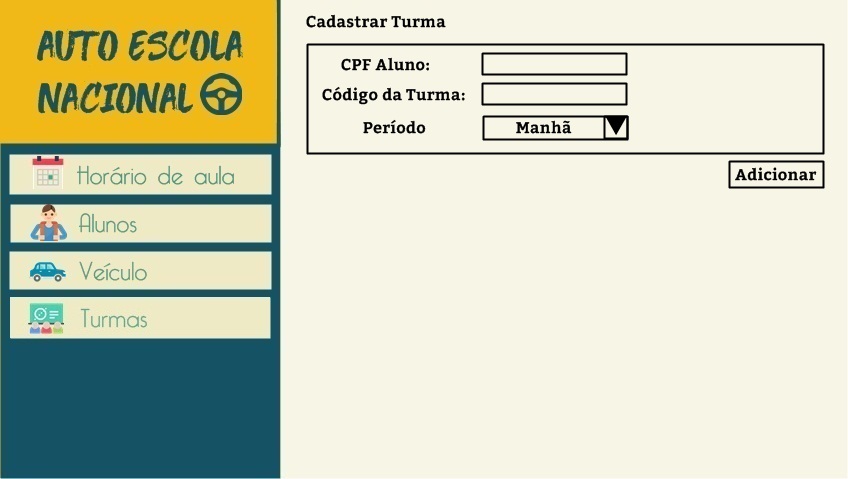 AUTO ESCOLA
NACIONAL
Horário de aula
Alunos
Veículo
Turmas
Cadastrar Turma
CPF Aluno:
Código da Turma:
Período
Manhã
Adicionar